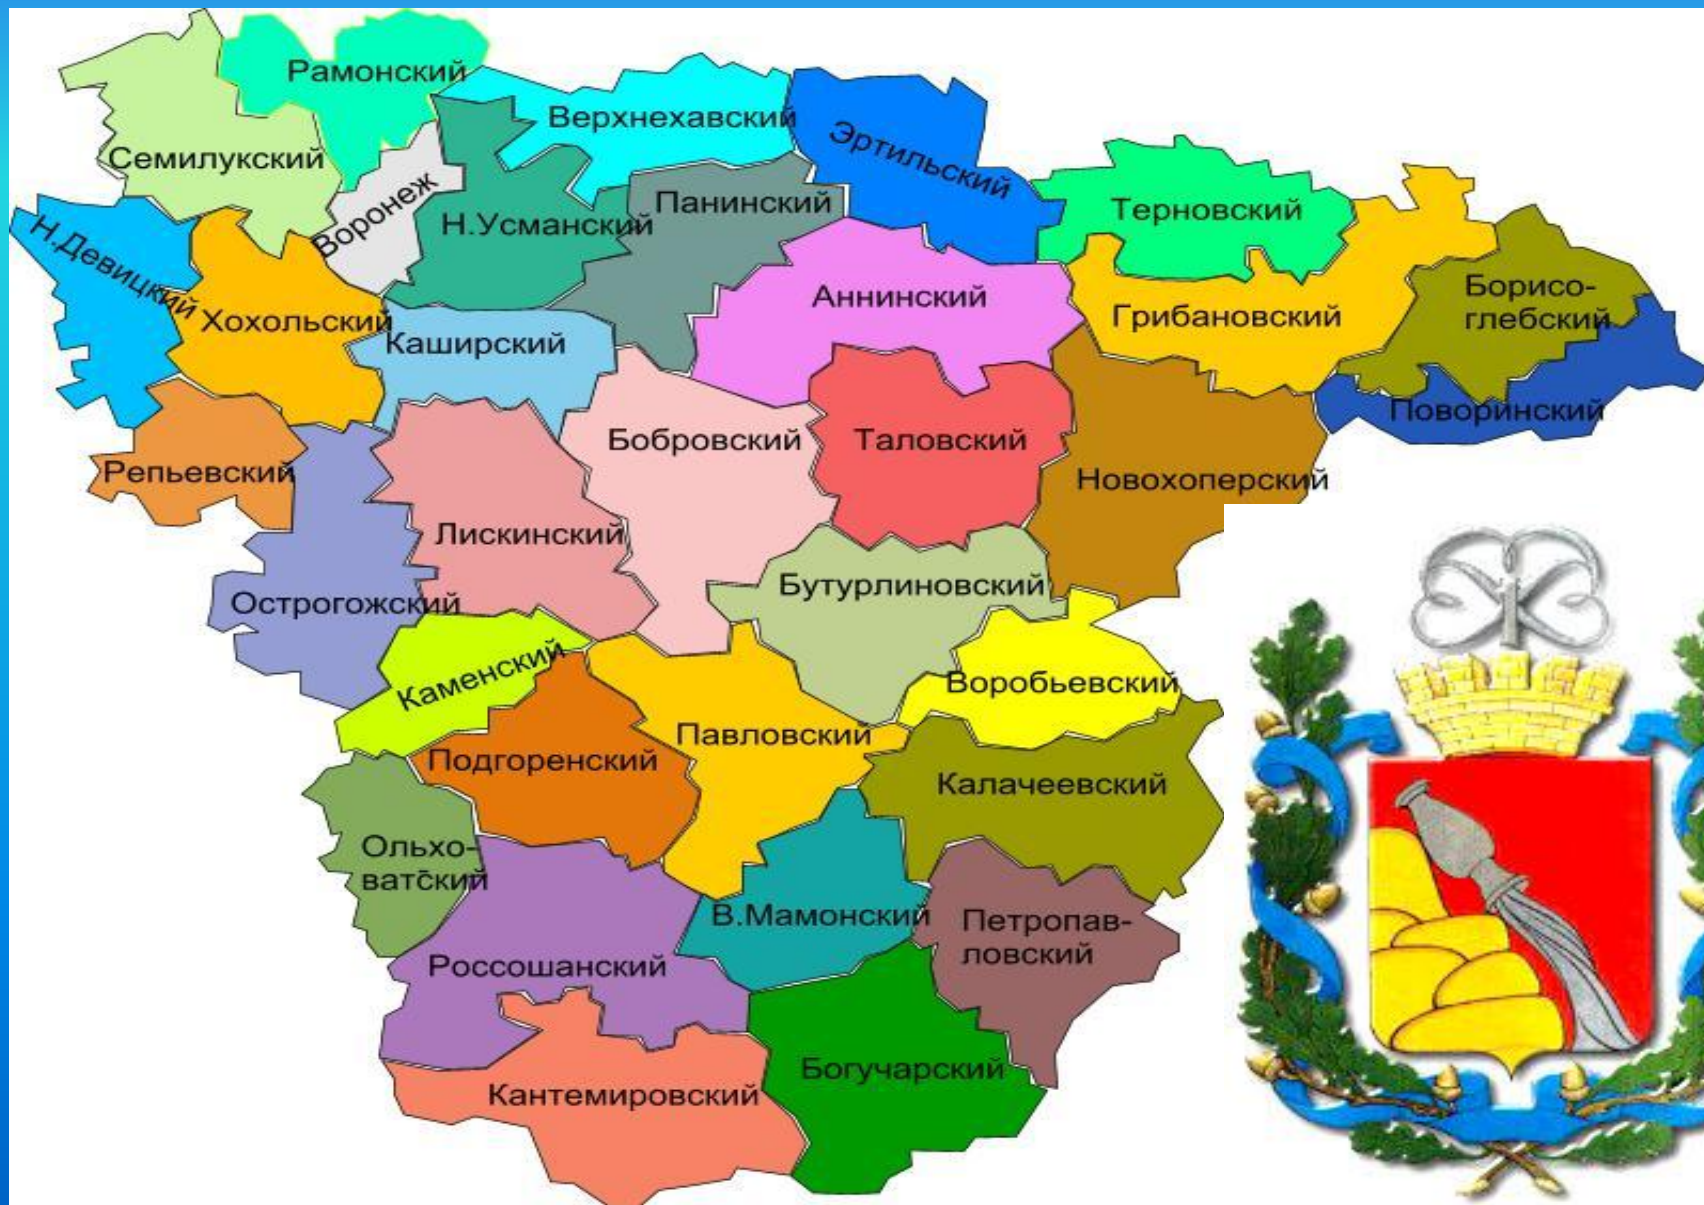 Рамонский
Верхнехавский
Эртильский
Семилукский
Воронеж
Панинский
Терновский
Н.Усманский
Н.Девицкий
Хохольский
Каширский
Аннинский
Грибановский
Борисо-
глебский
Поворинский
Репьевский
Лискинский
Бобровский
Таловский
Новохоперский
Острогожский
Бутурлиновский
Каменский
Воробьевский
Подгоренский
Павловский
Калачеевский
Ольхо-
ватский
В.Мамонский
Петропав-
ловский
Россошанский
Кантемировский
Богучарский